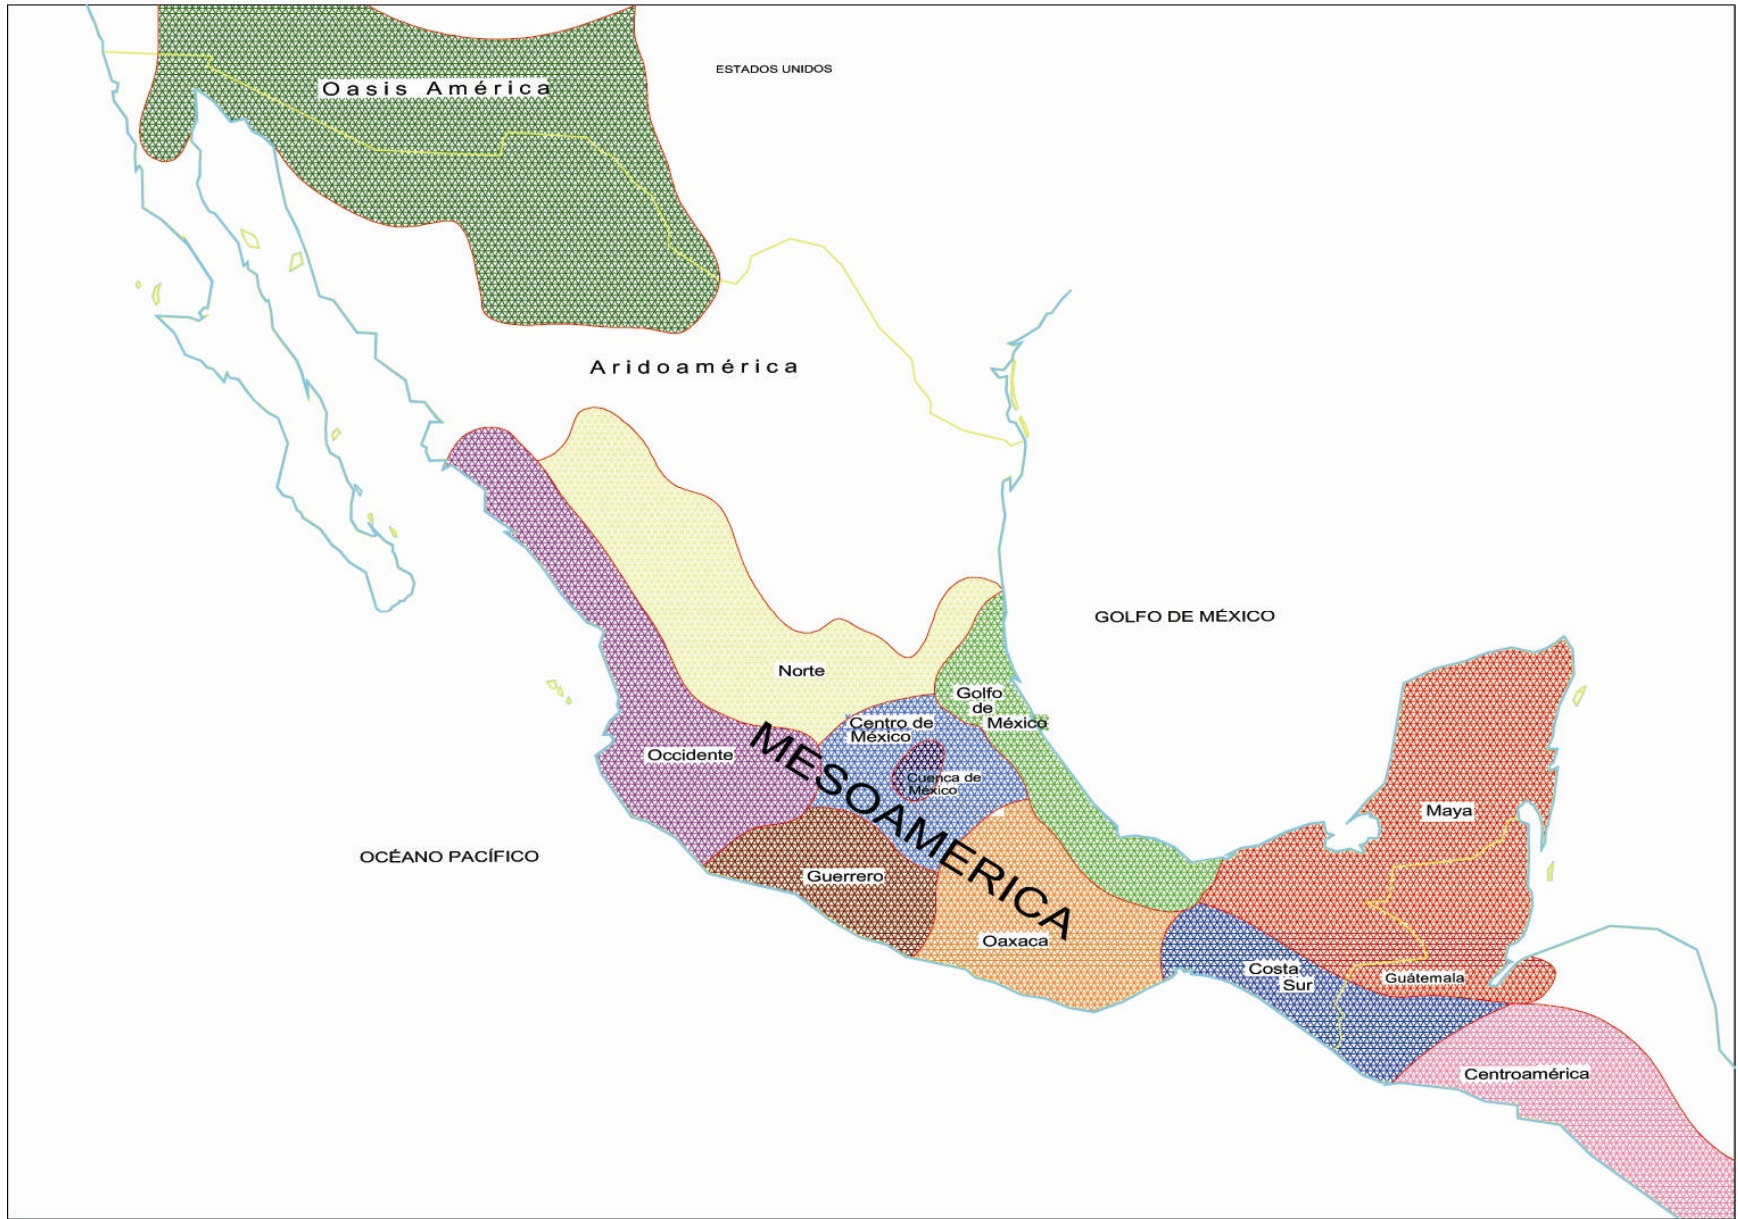 ESTADOS UNIDOS
Oasis América
Aridoamérica
GOLFO DE MÉXICO
Norte
Golfo
de
México
Centro de
México
Occidente
MESOAMERICA
Cuenca de
México
Maya
OCÉANO PACÍFICO
Guerrero
Oaxaca
Costa
Sur
Guátemala
Centroamérica